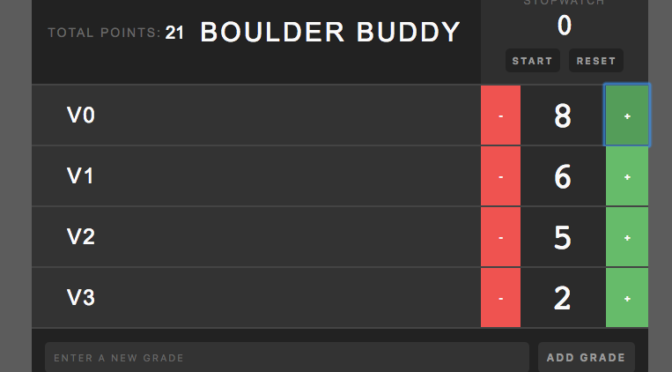 STOPWATCH
TOTAL POINTS: 21 BOULDER BUDDY
0
START RESET
V0 - 8 +
V1 - 6 +
V2 - 5 +
V3 - 2 +
ENTER A NEW GRADE ADD GRADE